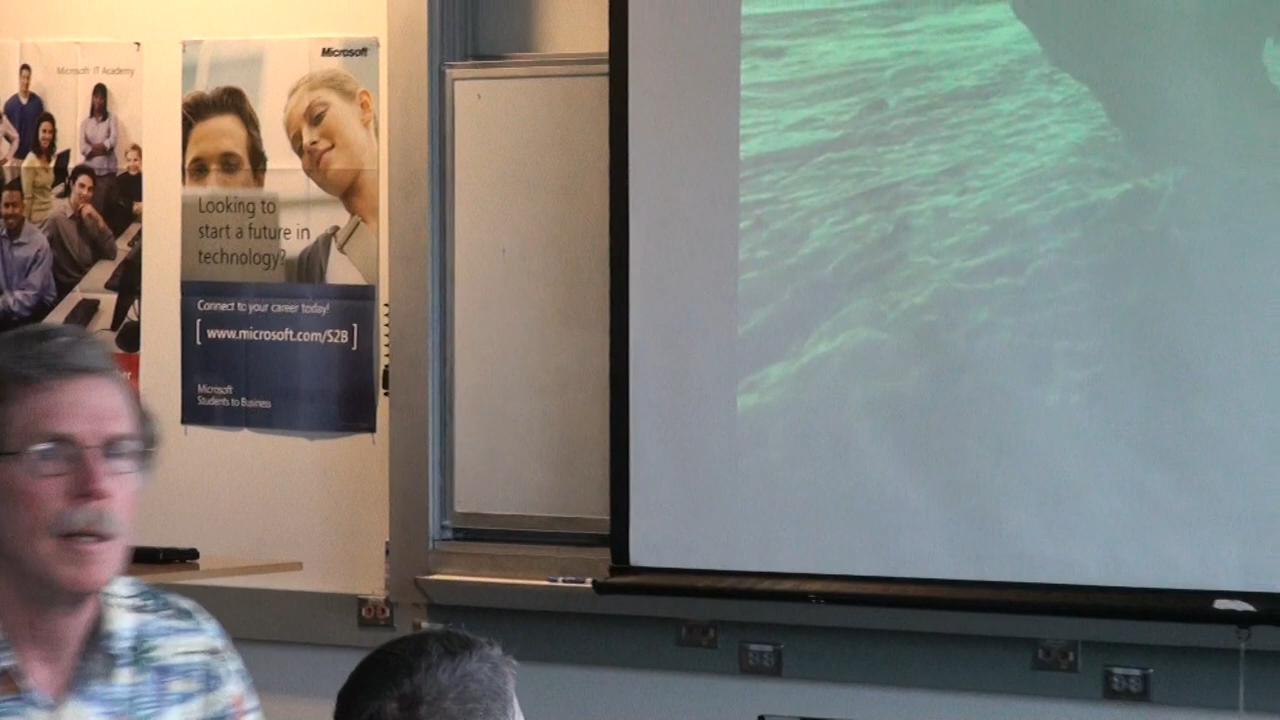 Microsoft IT Academy
Microsoft
Looking to
start a future in
technology?
Connect to your career today!
[ www.microsoft.com/S2B ]
Microsoft
Students to Business